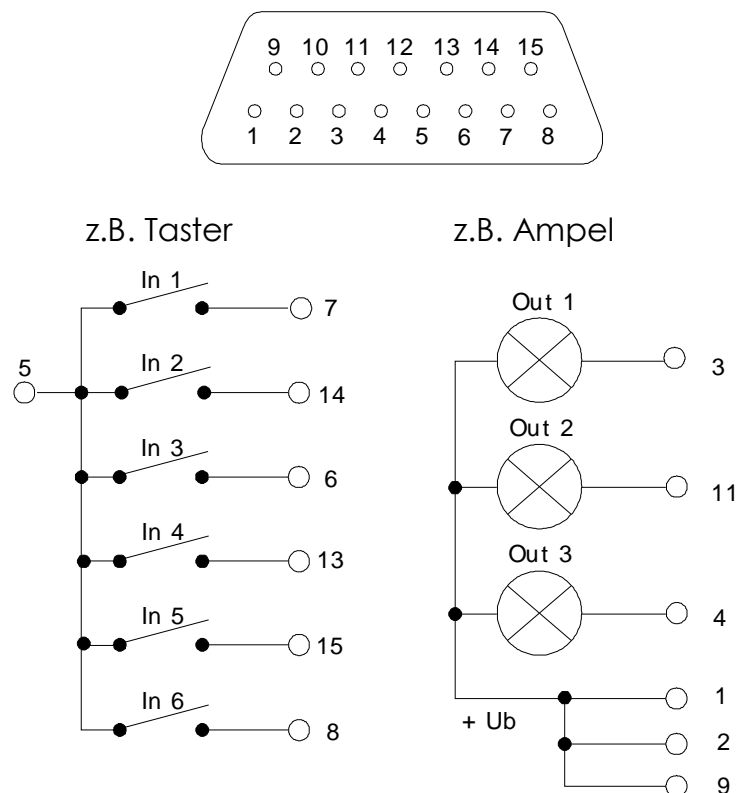 9 10 11 12 13 14 15
1 2 3 4 5 6 7 8
z.B. Taster
In 1
7
5
In 2
14
In 3
6
In 4
13
In 5
15
In 6
8
z.B. Ampel
Out 1
3
Out 2
11
Out 3
4
1
+ Ub
2
9